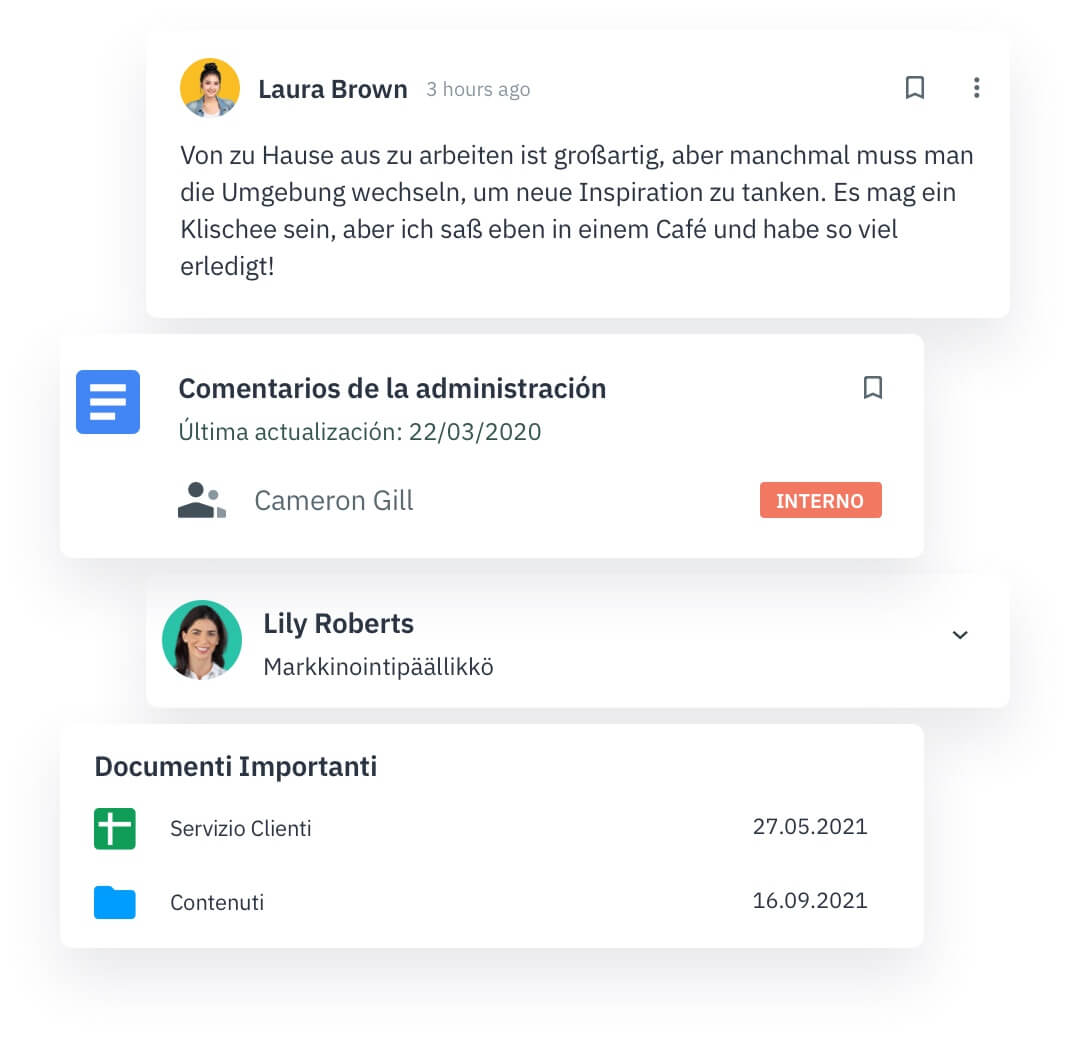 Laura Brown 3 hours ago
Von zu Hause aus zu arbeiten ist großartig, aber manchmal muss man
die Umgebung wechseln, um neue Inspiration zu tanken. Es mag ein
Klischee sein, aber ich saß eben in einem Café und habe so viel
erledigt!
Comentarios de la administración
Última actualización: 22/03/2020
Cameron Gill INTERNO
Lily Roberts
Markkinointipäällikkö
Documenti Importanti
Servizio Clienti 27.05.2021
Contenuti 16.09.2021